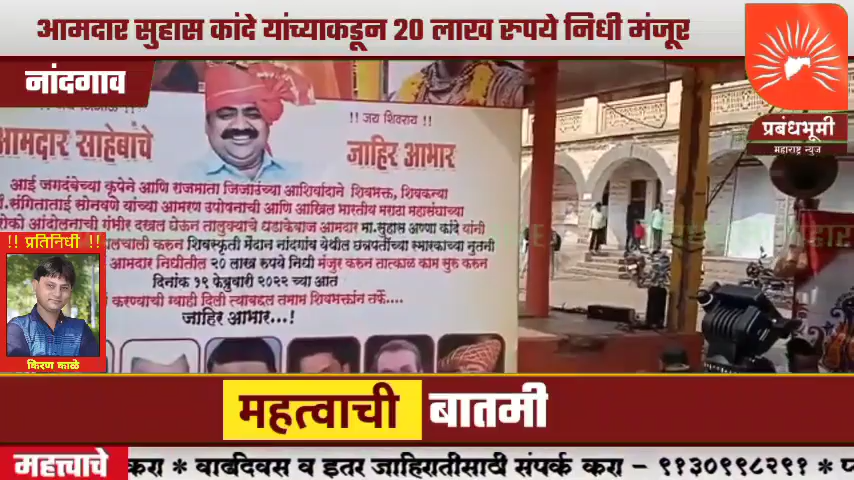 आमदार सुहास कांदे यांच्याकडून 20 लाख रुपये निधी मंजूर
नांदगाव
प्रबंधभूमी
महाराष्ट्र न्युज
!! जय शिवराय !!
आमदार साहेबांचे
जाहिर आभार
आई जगदंबेच्या कृपेने आणि राजमाता जिजाउंच्या आशिर्वादाने शिवभक्त, शिवकन्या
संगिताताई सोनवणे यांच्या आमरण उपोषनाची आणि आखिल भारतीय मराठा महासंघाच्या
रोको आंदोलनाची गंभीर दखल घेऊन तालुक्याचे धडाकेबाज आमदार मा.सुहास अण्णा कांदे यांनी
करुन शिवस्फुर्ती मैदान नांदगांव येथील छत्रपतींच्या स्मारकाच्या नुतनी
आमदार निधीतील २० लाख रुपये निधी मंजुर करुन तात्काळ काम सुरु करुन
दिनांक १९ फेब्रुवारी २०२२ च्या आत
करण्याची ग्वाही दिली त्याबद्दल तमाम शिवभक्तांन तर्फे....
जाहिर आभार...!
!! प्रतिनिधी !!
किरण काळे
महत्वाची बातमी
महत्त्वाचे
करा * वाढदिवस व इतर जाहिरातीसाठी संपर्क करा – ९१३०९९८२९१ *